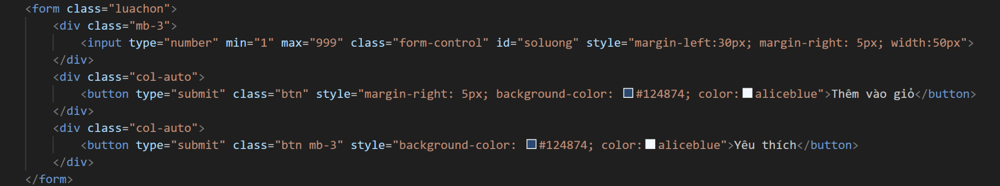 <form class="luachon">
<div class="mb-3">
<input type="number" min="1" max="999" class="form-control" id="soluong" style="margin-left:30px; margin-right: 5px; width:50px">
</div>
<div class="col-auto">
<button type="submit" class="btn" style="margin-right: 5px; background-color: #124874; color:aliceblue">Thêm vào giỏ</button>
</div>
<div class="col-auto">
<button type="submit" class="btn mb-3" style="background-color: #124874; color:aliceblue">Yêu thích</button>
</div>
</form>